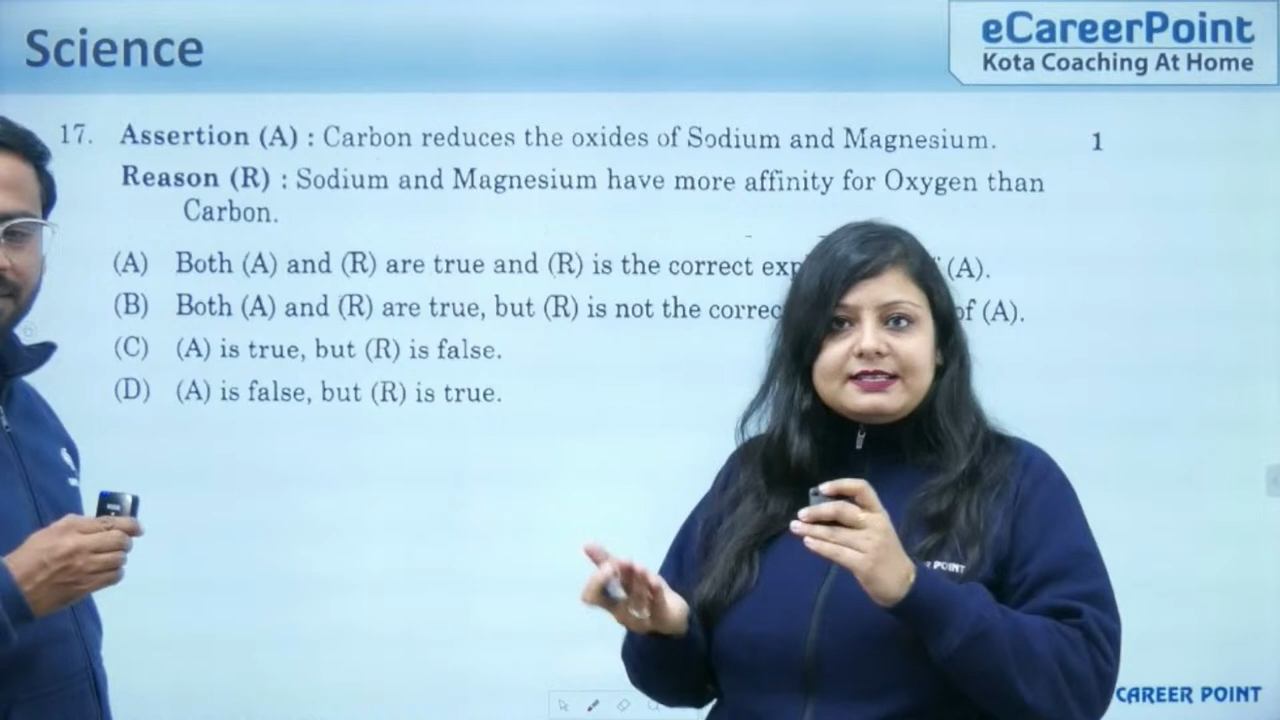 Science
eCareerPoint
Kota Coaching At Home
17. Assertion (A) : Carbon reduces the oxides of Sodium and Magnesium. 1
Reason (R) : Sodium and Magnesium have more affinity for Oxygen than
Carbon.
(A) Both (A) and (R) are true and (R) is the correct (A).
(B) Both (A) and (R) are true, but (R) is not the of (A).
(C) (A) is true, but (R) is false.
(D) (A) is false, but (R) is true.
POINT
CAREER POINT